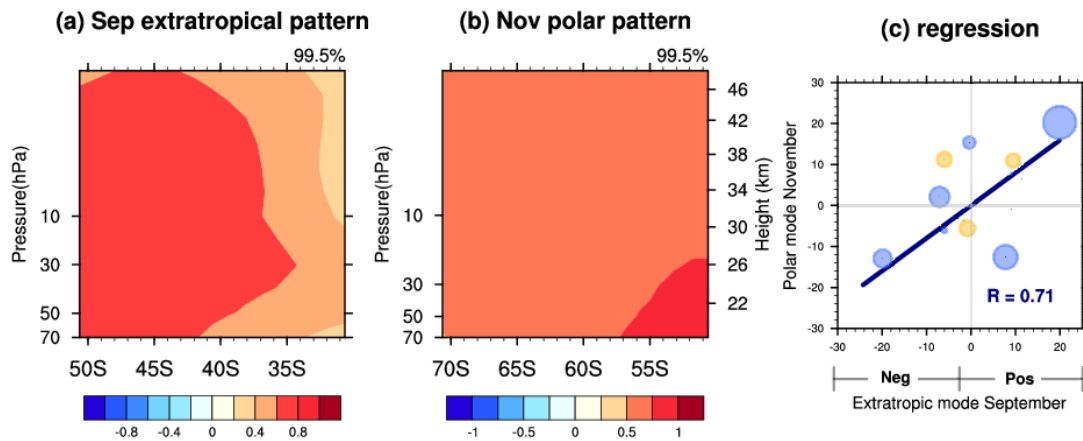 (a) Sep extratropical pattern
99.5%
Pressure(hPa)
10
30
50
70
50S 45S 40S 35S
-0.8 -0.4 0 0.4 0.8
(b) Nov polar pattern
99.5%
Pressure(hPa)
10
30
50
70
46
42
38
34
30
26
22
Height (km)
70S 65S 60S 55S
-1 -0.5 0 0.5 1
(c) regression
Polar mode November
30
20
10
0
-10
-20
-30
R = 0.71
-30 -20 -10 0 10 20
Neg Pos
Extratropic mode September